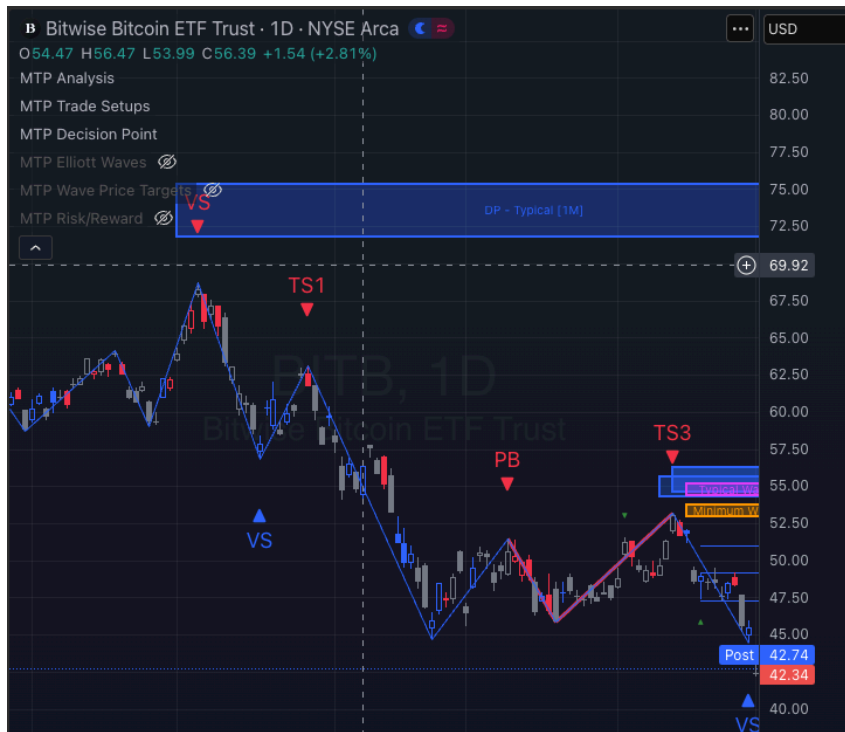 B Bitwise Bitcoin ETF Trust · 1D · NYSE Arca
USD
O54.47 H56.47 L53.99 C56.39 +1.54 (+2.81%)
MTP Analysis
MTP Trade Setups
MTP Decision Point
MTP Elliott Waves
MTP Wave Price Targets
MTP Risk/Reward
82.50
80.00
77.50
75.00
72.50
69.92
67.50
65.00
62.50
60.00
57.50
55.00
52.50
50.00
47.50
45.00
Post 42.74
42.34
40.00
DP - Typical [1M]
VS
TS1
BITB, 1D
Bitwise Bitcoin ETF Trust
TS3
PB
Typical Wa
Minimum W
VS
VS